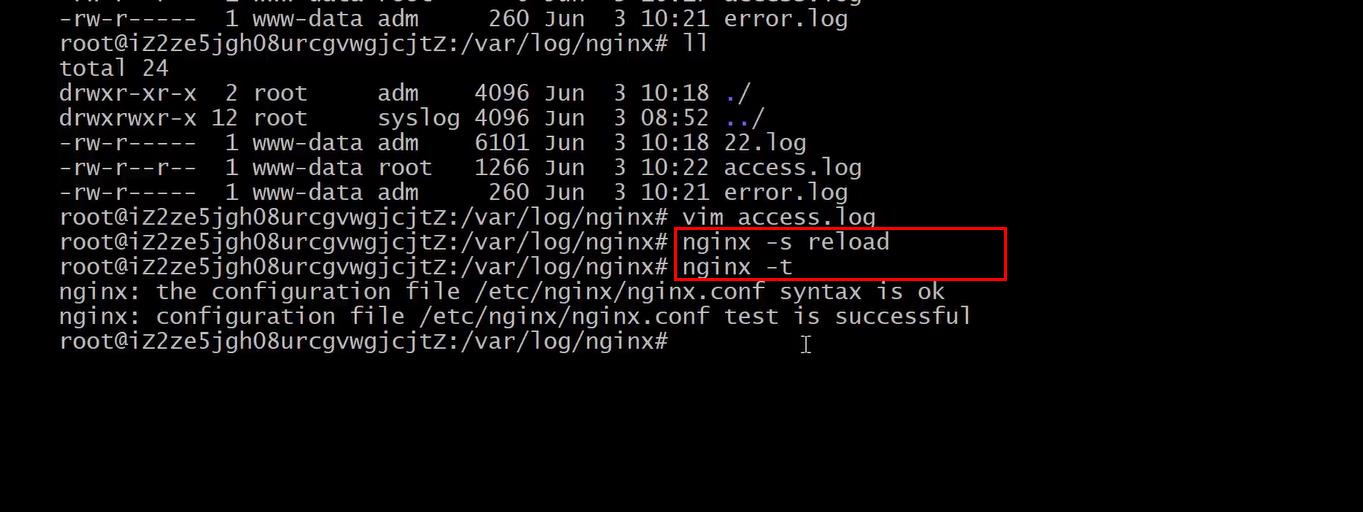 -rw-r----- 1 www-data adm 260 Jun 3 10:21 error.log
root@iZ2ze5jgh08urcgvwgjcjtZ:/var/log/nginx# ll
total 24
drwxr-xr-x 2 root adm 4096 Jun 3 10:18 ./
drwxrwxr-x 12 root syslog 4096 Jun 3 08:52 ../
-rw-r----- 1 www-data adm 6101 Jun 3 10:18 22.log
-rw-r--r-- 1 www-data root 1266 Jun 3 10:22 access.log
-rw-r----- 1 www-data adm 260 Jun 3 10:21 error.log
root@iZ2ze5jgh08urcgvwgjcjtZ:/var/log/nginx# vim access.log
root@iZ2ze5jgh08urcgvwgjcjtZ:/var/log/nginx# nginx -s reload
root@iZ2ze5jgh08urcgvwgjcjtZ:/var/log/nginx# nginx -t
nginx: the configuration file /etc/nginx/nginx.conf syntax is ok
nginx: configuration file /etc/nginx/nginx.conf test is successful
root@iZ2ze5jgh08urcgvwgjcjtZ:/var/log/nginx#